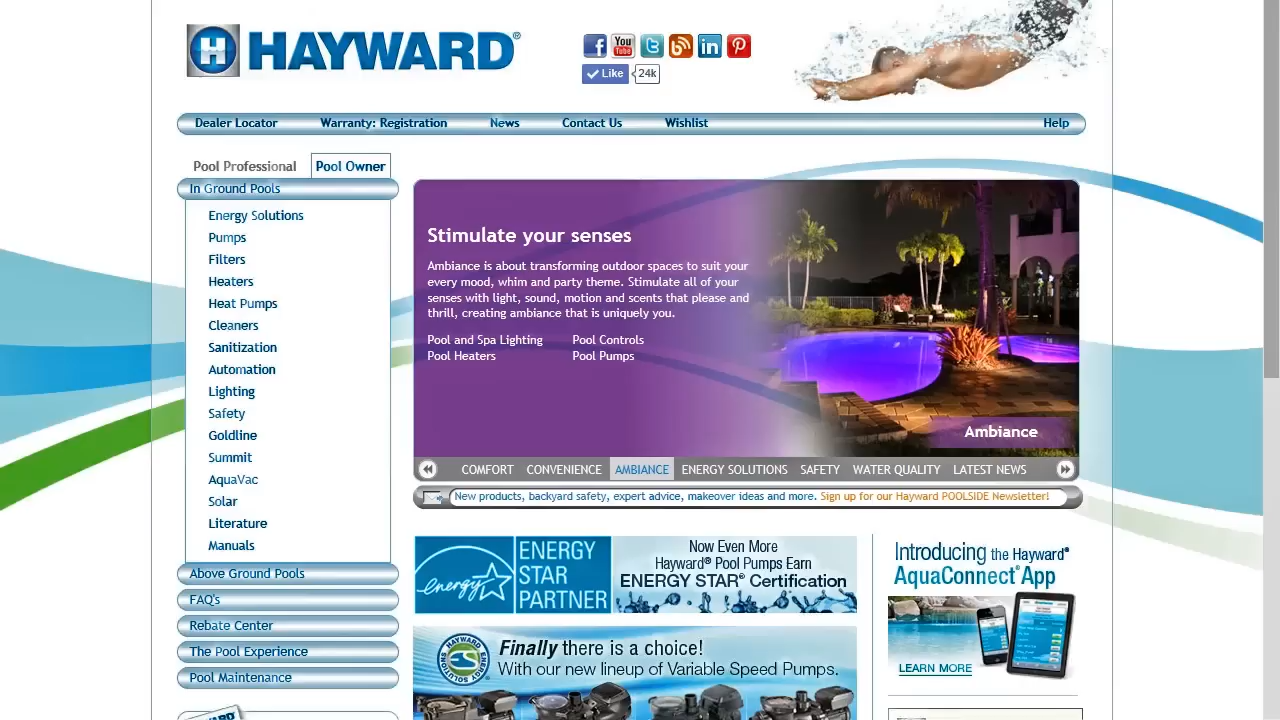 HAYWARD®
You
Tube
Like
24k
Dealer Locator
Warranty: Registration
News
Contact Us
Wishlist
Help
Pool Professional
Pool Owner
In Ground Pools
Energy Solutions
Pumps
Filters
Heaters
Heat Pumps
Cleaners
Sanitization
Automation
Lighting
Safety
Goldline
Summit
AquaVac
Solar
Literature
Manuals
Above Ground Pools
FAQ's
Rebate Center
The Pool Experience
Pool Maintenance
Stimulate your senses
Ambiance is about transforming outdoor spaces to suit your
every mood, whim and party theme. Stimulate all of your
senses with light, sound, motion and scents that please and
thrill, creating ambiance that is uniquely you.
Pool and Spa Lighting
Pool Controls
Pool Heaters
Pool Pumps
Ambiance
COMFORT
CONVENIENCE
AMBIANCE
ENERGY SOLUTIONS
SAFETY
WATER QUALITY
LATEST NEWS
New products, backyard safety, expert advice, makeover ideas and more. Sign up for our Hayward POOLSIDE Newsletter!
energy
ENERGY
STAR
PARTNER
Now Even More
Hayward® Pool Pumps Earn
ENERGY STAR® Certification
HAYWARD ENERGY SOLUTIONS
Finally there is a choice!
With our new lineup of Variable Speed Pumps.
Introducing the Hayward®
AquaConnect® App
LEARN MORE